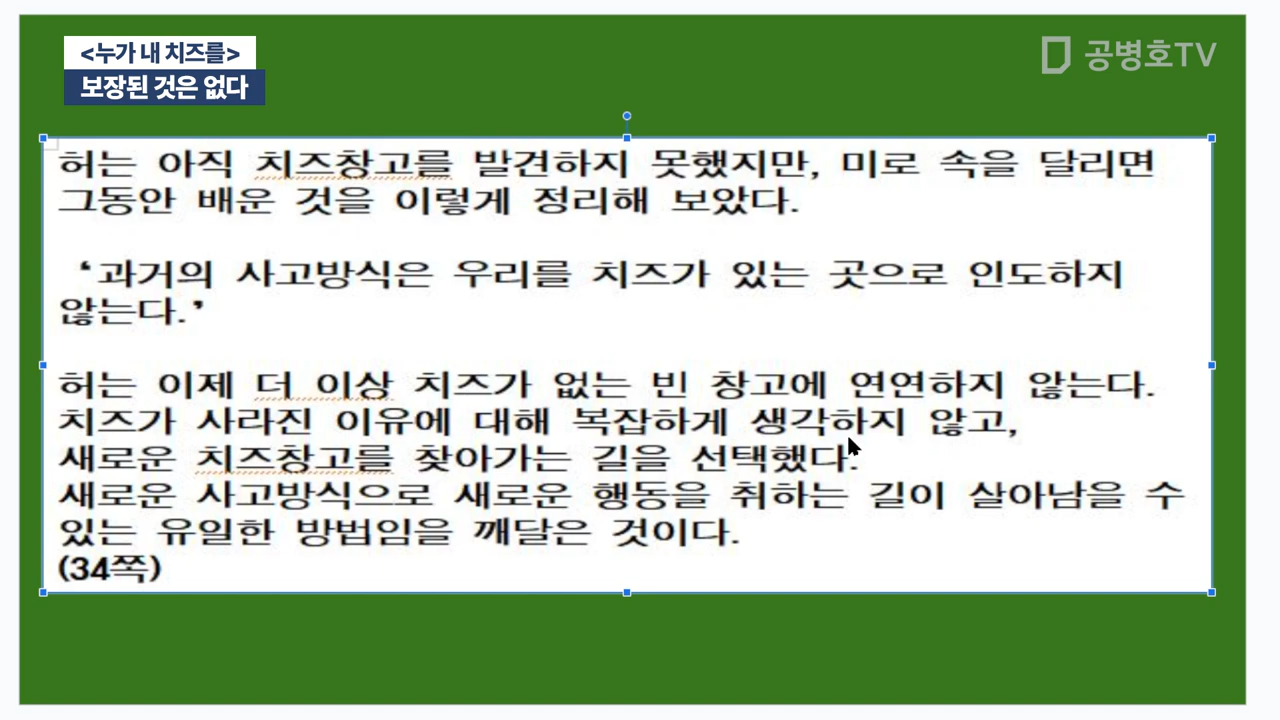 <누가 내 치즈를>
보장된 것은 없다
공병호TV
허는 아직 치즈창고를 발견하지 못했지만, 미로 속을 달리면
그동안 배운 것을 이렇게 정리해 보았다.
‘과거의 사고방식은 우리를 치즈가 있는 곳으로 인도하지
않는다.’
허는 이제 더 이상 치즈가 없는 빈 창고에 연연하지 않는다.
치즈가 사라진 이유에 대해 복잡하게 생각하지 않고,
새로운 치즈창고를 찾아가는 길을 선택했다.
새로운 사고방식으로 새로운 행동을 취하는 길이 살아남을 수
있는 유일한 방법임을 깨달은 것이다.
(34쪽)